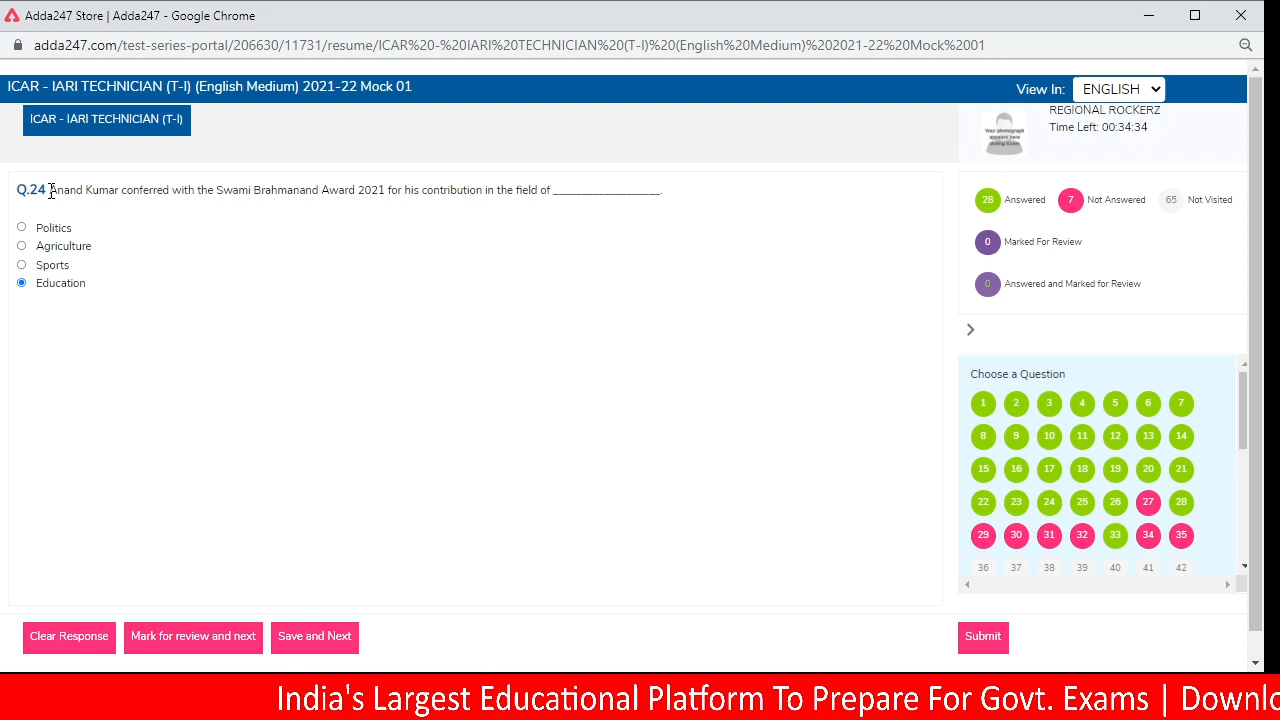 Adda247 Store | Adda247 - Google Chrome
adda247.com/test-series-portal/206630/11731/resume/ICAR%20-%20IARI%20TECHNICIAN%20(T-I)%20(English%20Medium)%202021-22%20Mock%2001
ICAR - IARI TECHNICIAN (T-I) (English Medium) 2021-22 Mock 01
View In: ENGLISH
ICAR - IARI TECHNICIAN (T-I)
Your photograph appears here during Exam
REGIONAL ROCKERZ
Time Left: 00:34:34
Q.24 Anand Kumar conferred with the Swami Brahmanand Award 2021 for his contribution in the field of ____________________.
Politics
Agriculture
Sports
Education
28 Answered 7 Not Answered 65 Not Visited
0 Marked For Review
0 Answered and Marked for Review
Choose a Question
1 2 3 4 5 6 7
8 9 10 11 12 13 14
15 16 17 18 19 20 21
22 23 24 25 26 27 28
29 30 31 32 33 34 35
36 37 38 39 40 41 42
Clear Response Mark for review and next Save and Next Submit
India's Largest Educational Platform To Prepare For Govt. Exams | Downlo